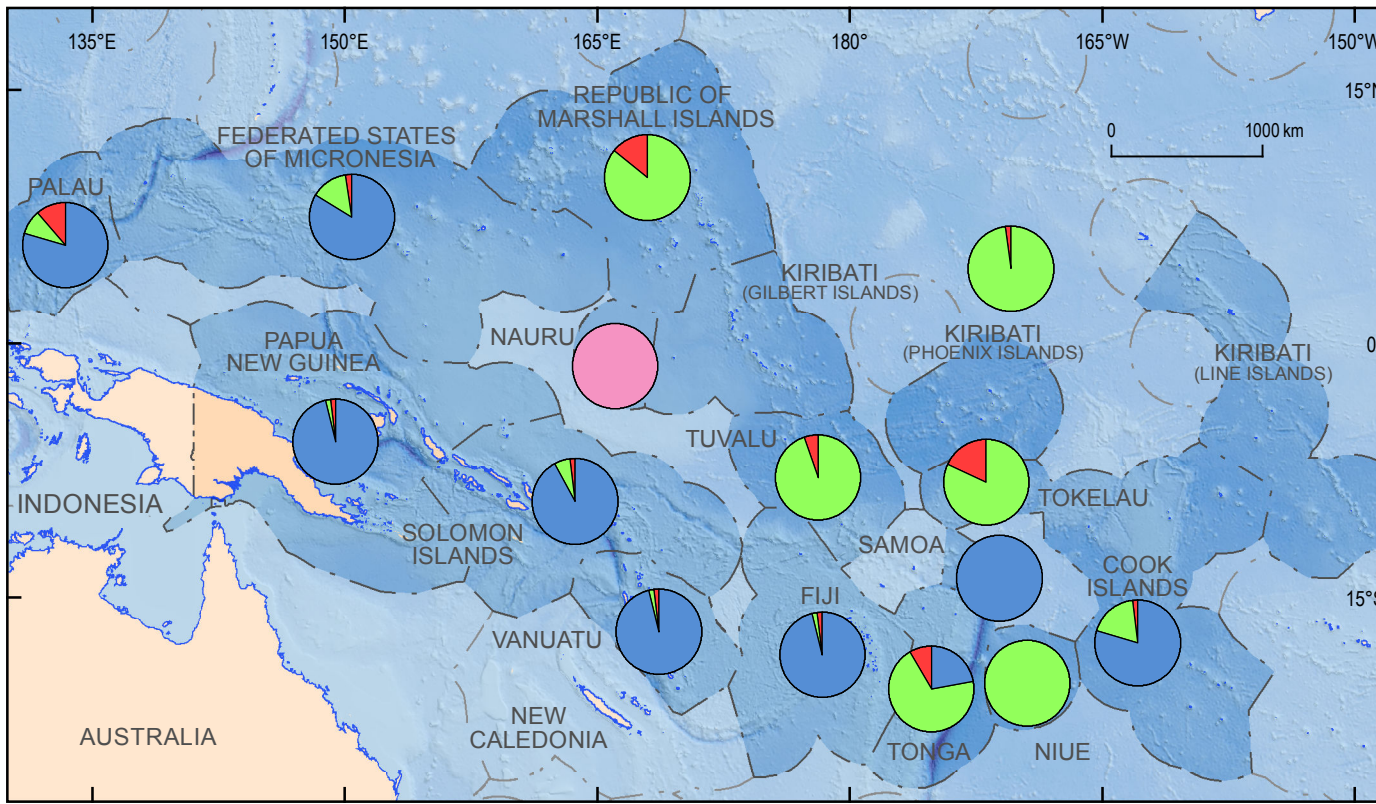 135°E 150°E 165°E 180° 165°W 150°W
15°N
REPUBLIC OF
MARSHALL ISLANDS
0 1000 km
FEDERATED STATES
OF MICRONESIA
PALAU
KIRIBATI
(GILBERT ISLANDS)
NAURU
PAPUA
NEW GUINEA
KIRIBATI
(PHOENIX ISLANDS)
0
KIRIBATI
(LINE ISLANDS)
TUVALU
INDONESIA
TOKELAU
SOLOMON
ISLANDS
SAMOA
COOK
ISLANDS
FIJI
15°S
VANUATU
NEW
CALEDONIA
AUSTRALIA
TONGA
NIUE